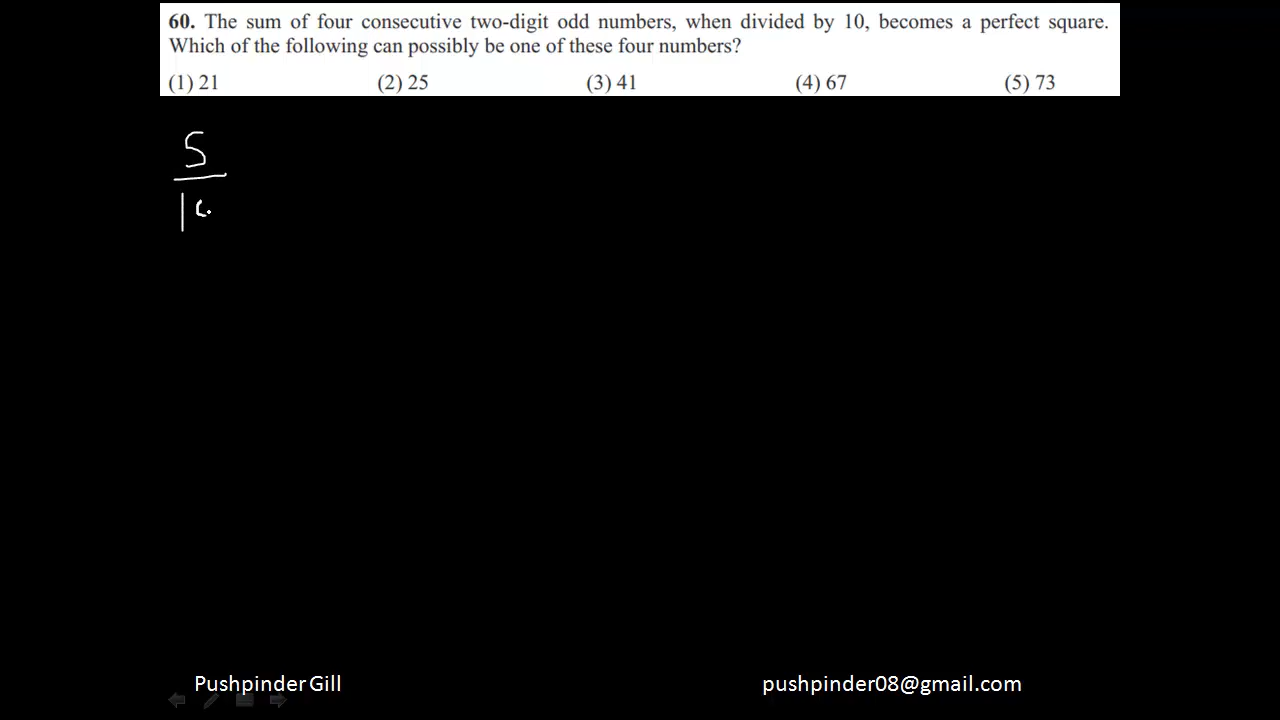 60. The sum of four consecutive two-digit odd numbers, when divided by 10, becomes a perfect square.
Which of the following can possibly be one of these four numbers?
(1) 21 (2) 25 (3) 41 (4) 67 (5) 73
S
1
Pushpinder Gill pushpinder08@gmail.com